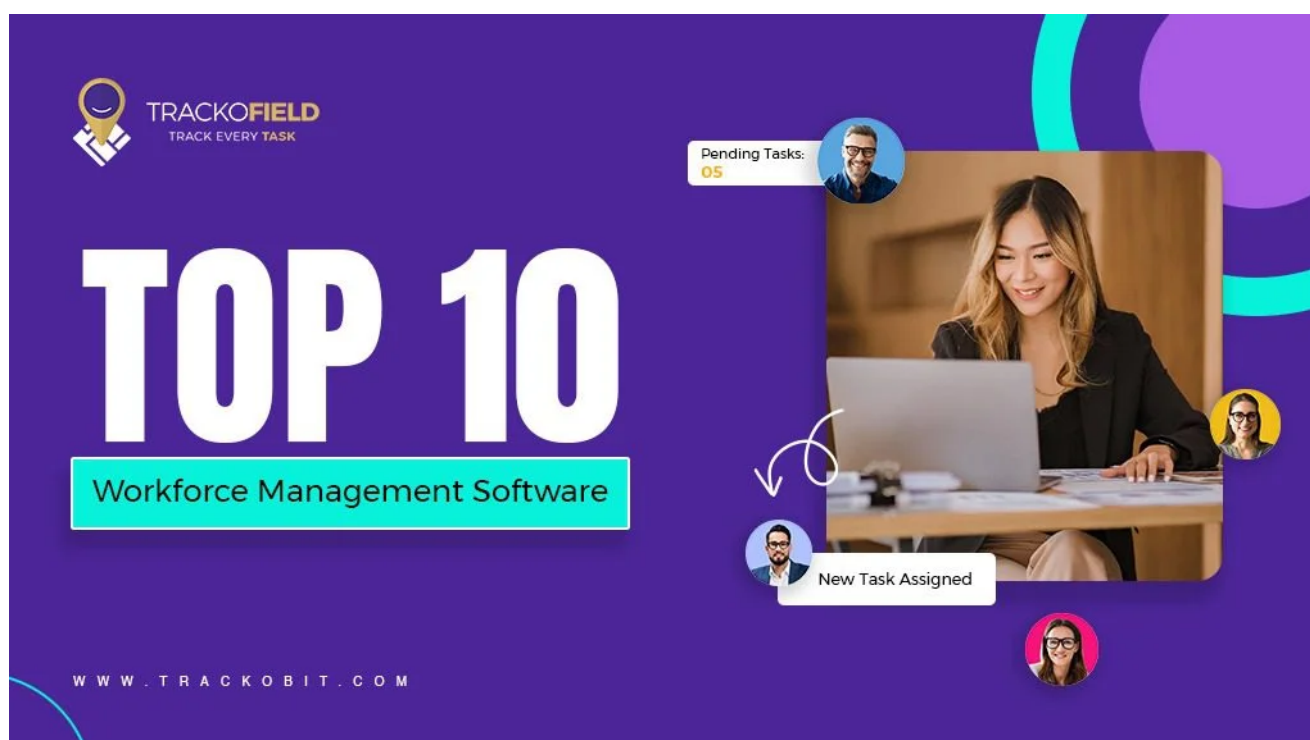 TRACKOFIELD
TRACK EVERY TASK
TOP 10
Workforce Management Software
WWW.TRACKOBIT.COM
Pending Tasks:
05
New Task Assigned